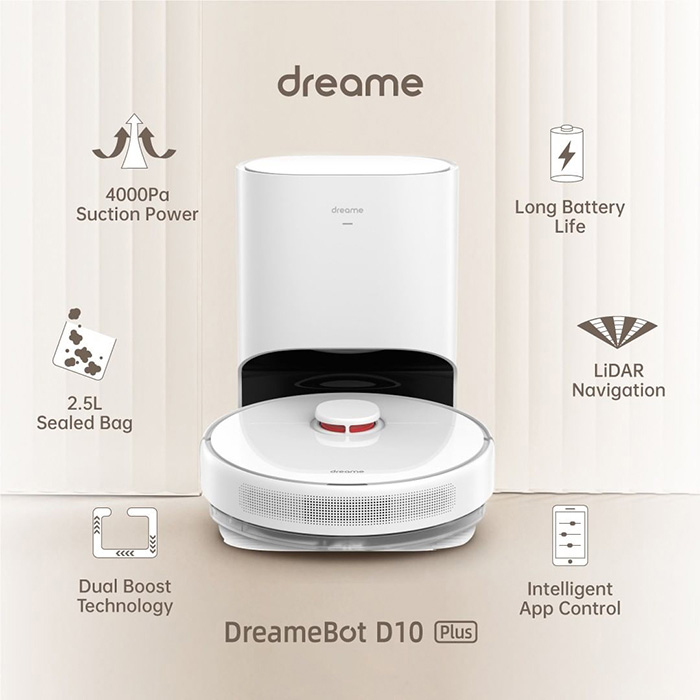 dreame
4000Pa
Suction Power
Long Battery
Life
dreame
2.5L
Sealed Bag
LiDAR
Navigation
dreame
Dual Boost
Technology
Intelligent
App Control
DreameBot D10 Plus